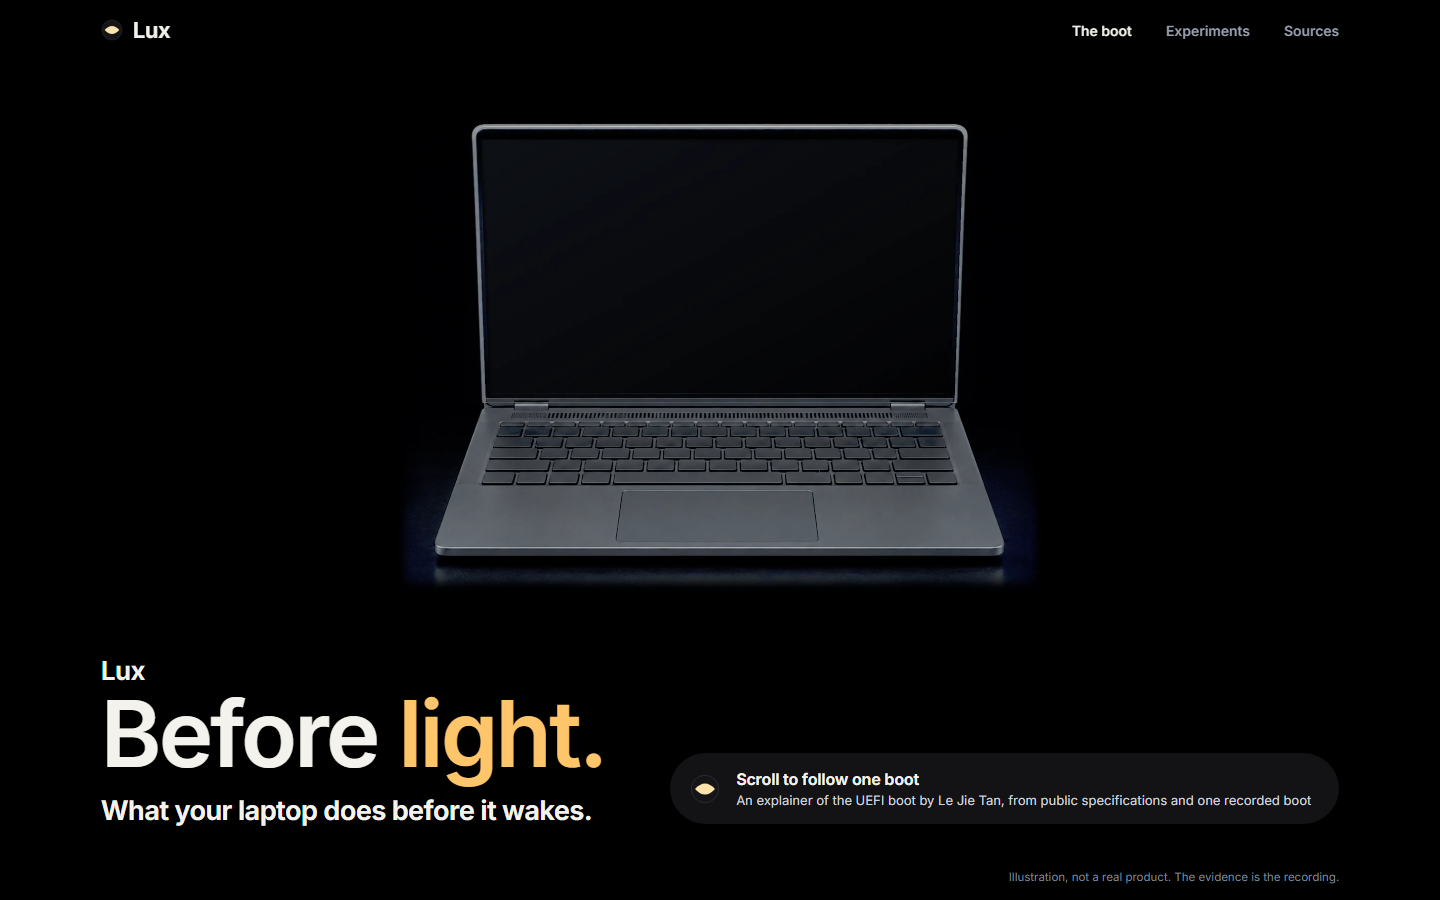 Lux
The boot
Experiments
Sources
Lux
Before light.
What your laptop does before it wakes.
Scroll to follow one boot
An explainer of the UEFI boot by Le Jie Tan, from public specifications and one recorded boot
Illustration, not a real product. The evidence is the recording.